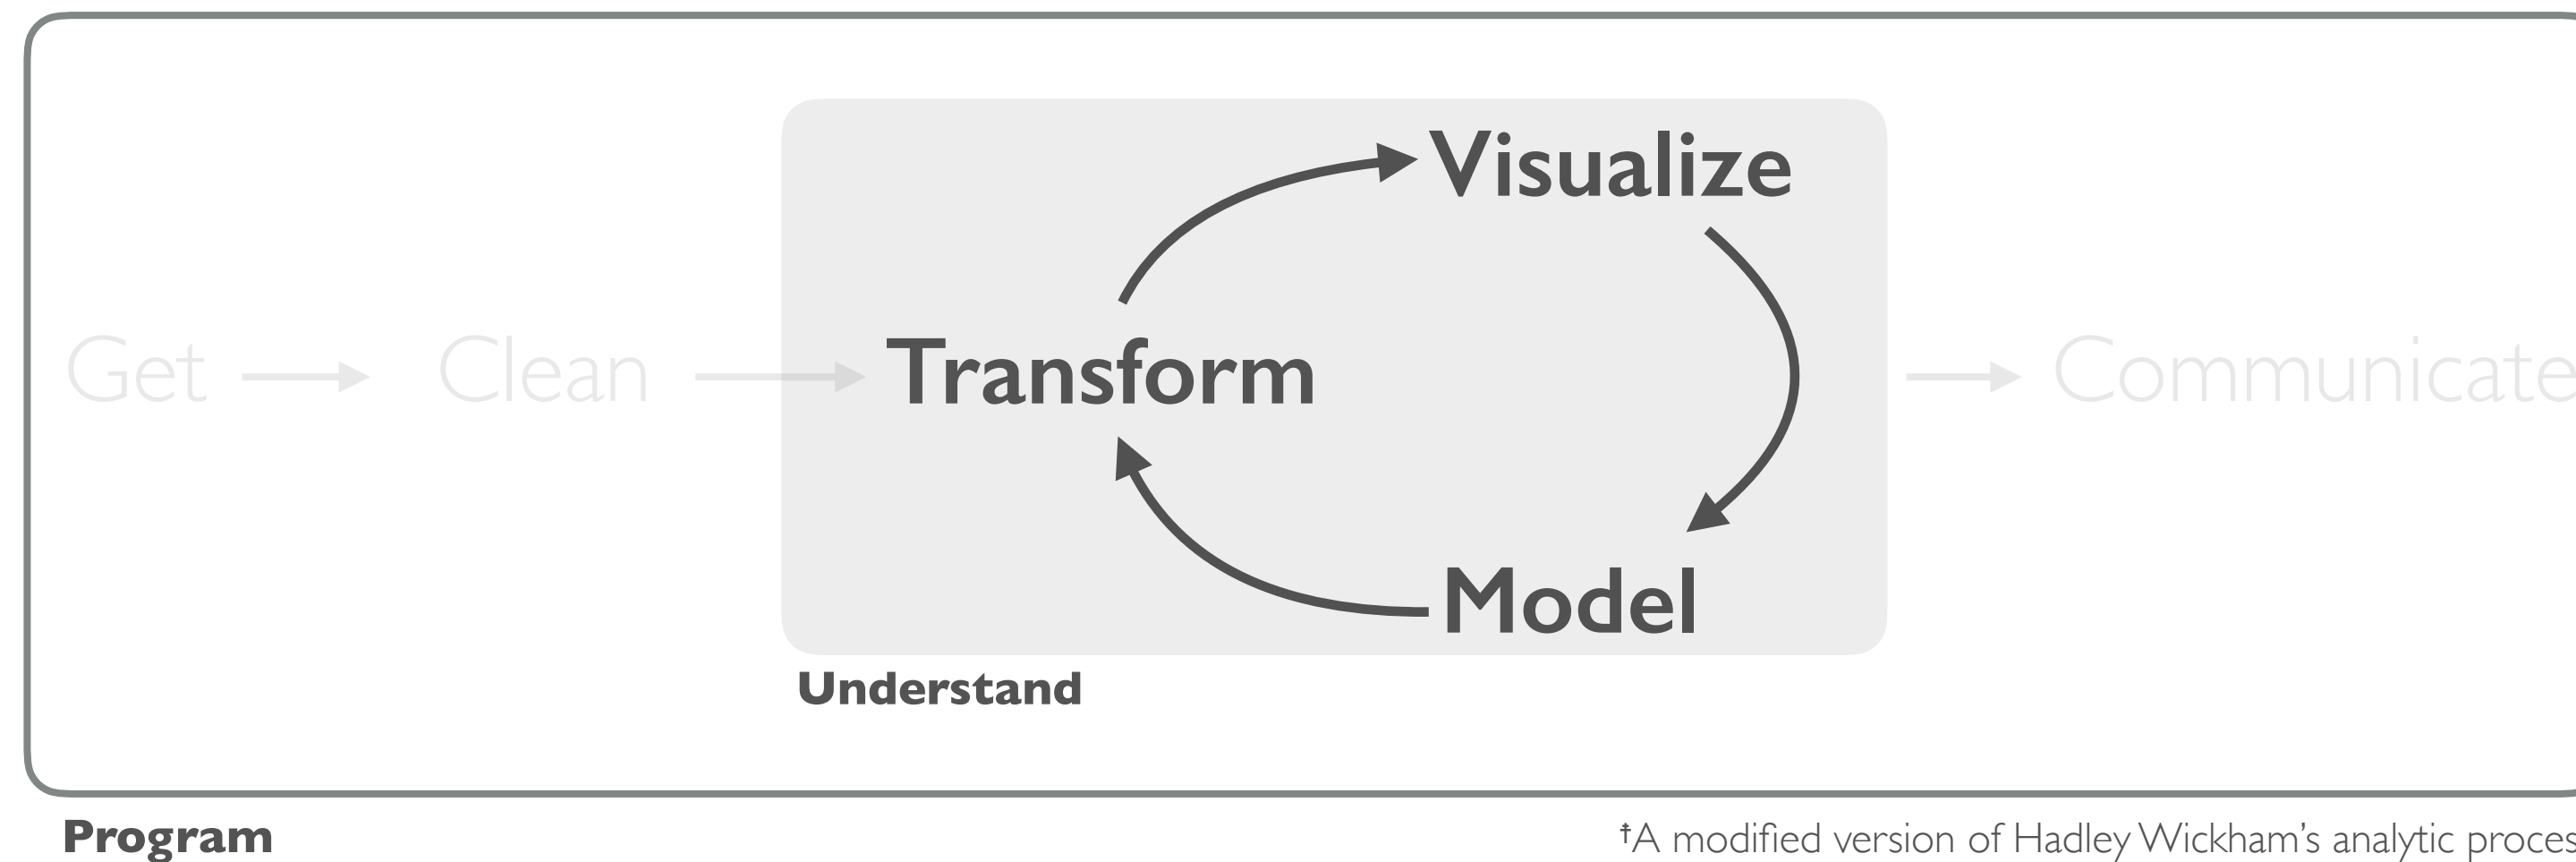 Visualize
Get
Clean
Transform
Communicate
Model
Understand
Program
†A modified version of Hadley Wickham’s analytic proces